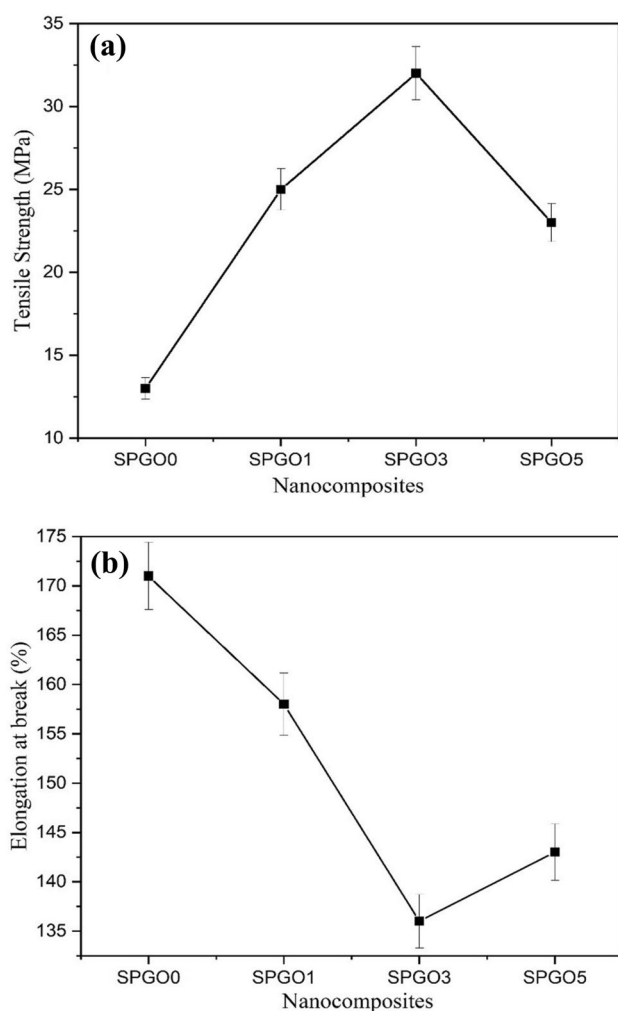 (a)
Tensile Strength (MPa)
35
30
25
20
15
10
SPGO0 SPGO1 SPGO3 SPGO5
Nanocomposites
(b)
Elongation at break (%)
175
170
165
160
155
150
145
140
135
SPGO0 SPGO1 SPGO3 SPGO5
Nanocomposites